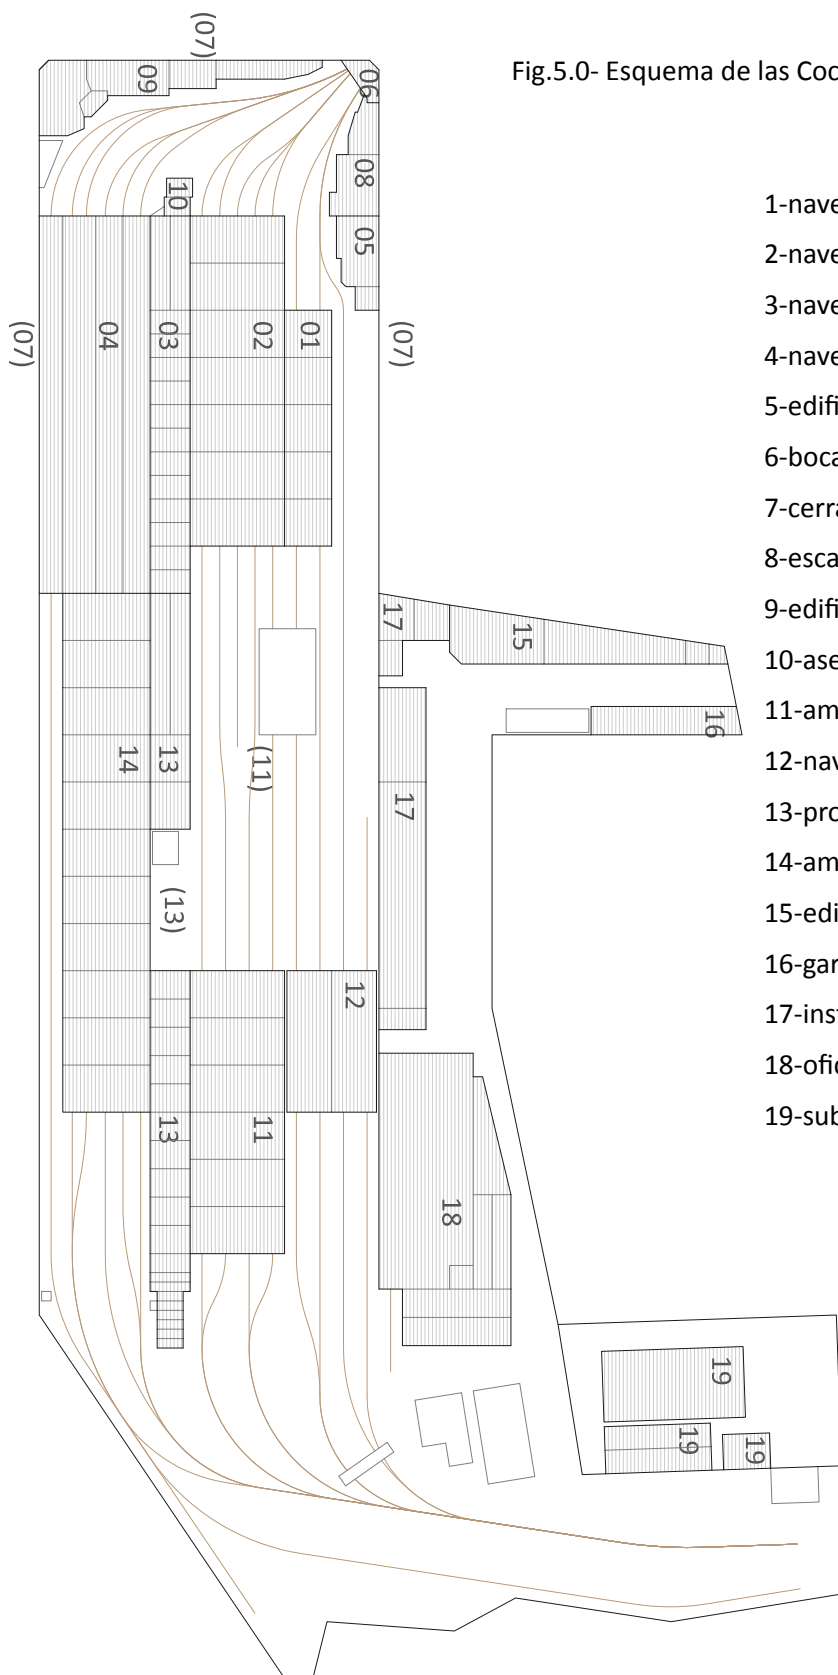 Fig.5.0- Esquema de las Coc
1-nave
2-nave
3-nave
4-nave
5-edifi
6-boca
7-cerra
8-esca
9-edifi
10-ase
11-am
12-nav
13-pro
14-am
15-edi
16-gar
17-inst
18-ofic
19-sub
(07)
09
06
08
10
05
(07)
04
03
02
01
(07)
17
15
16
14
13
(11)
17
(13)
12
13
11
18
19
19
19